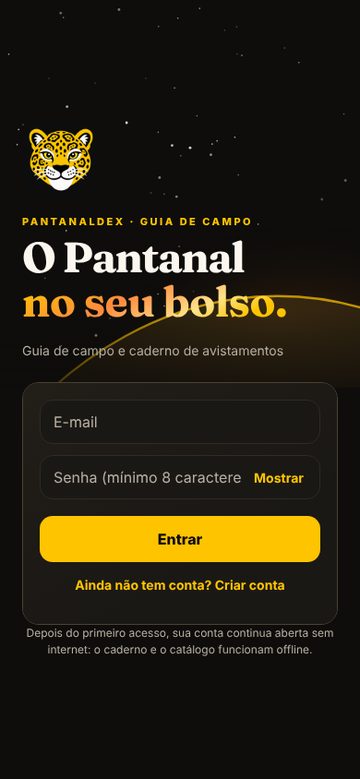 PANTANALDEX · GUIA DE CAMPO
O Pantanal
no seu bolso.
Guia de campo e caderno de avistamentos
E-mail
Senha (mínimo 8 caractere
Mostrar
Entrar
Ainda não tem conta? Criar conta
Depois do primeiro acesso, sua conta continua aberta sem
internet: o caderno e o catálogo funcionam offline.